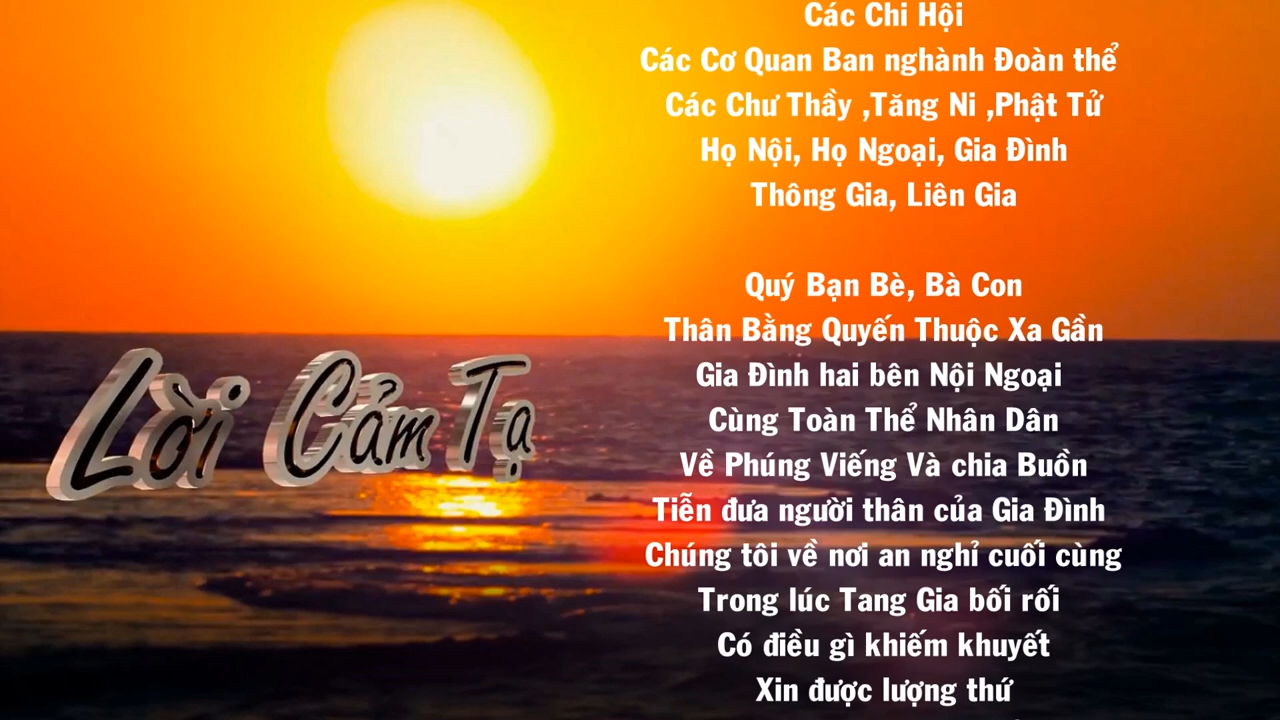 Lời Cảm Tạ
Các Chi Hội
Các Cơ Quan Ban nghành Đoàn thể
Các Chư Thầy ,Tăng Ni ,Phật Tử
Họ Nội, Họ Ngoại, Gia Đình
Thông Gia, Liên Gia
Quý Bạn Bè, Bà Con
Thân Bằng Quyến Thuộc Xa Gần
Gia Đình hai bên Nội Ngoại
Cùng Toàn Thể Nhân Dân
Về Phúng Viếng Và chia Buồn
Tiễn đưa người thân của Gia Đình
Chúng tôi về nơi an nghỉ cuối cùng
Trong lúc Tang Gia bối rối
Có điều gì khiếm khuyết
Xin được lượng thứ